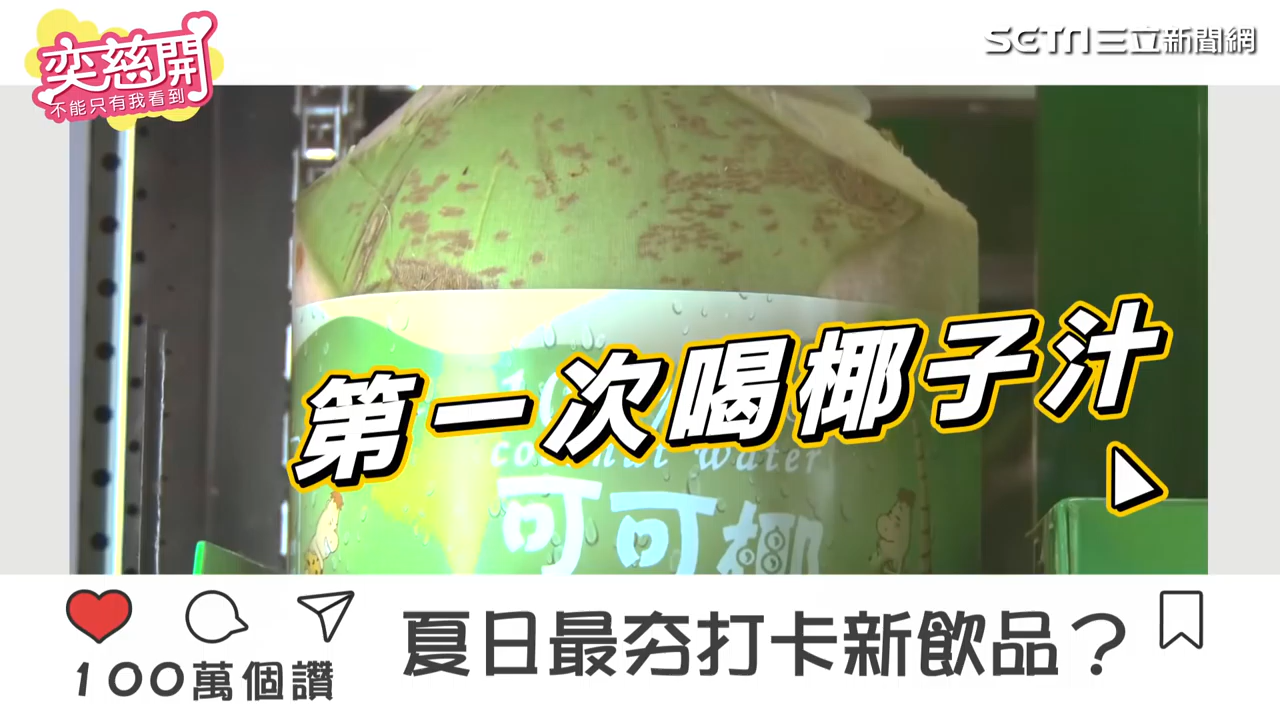 奕慈開
不能只有我看到
SETN三立新聞網
第一次喝椰子汁
coconut water
可可椰
夏日最夯打卡新飲品？
100萬個讚